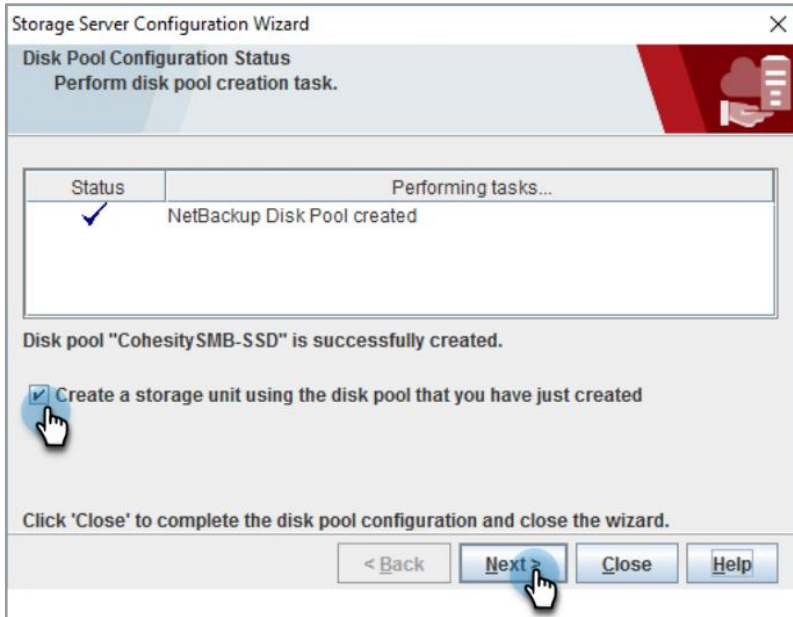 Storage Server Configuration Wizard
Disk Pool Configuration Status
Perform disk pool creation task.
Status
Performing tasks...
NetBackup Disk Pool created
Disk pool "CohesitySMB-SSD" is successfully created.
Create a storage unit using the disk pool that you have just created
Click 'Close' to complete the disk pool configuration and close the wizard.
< Back
Next >
Close
Help